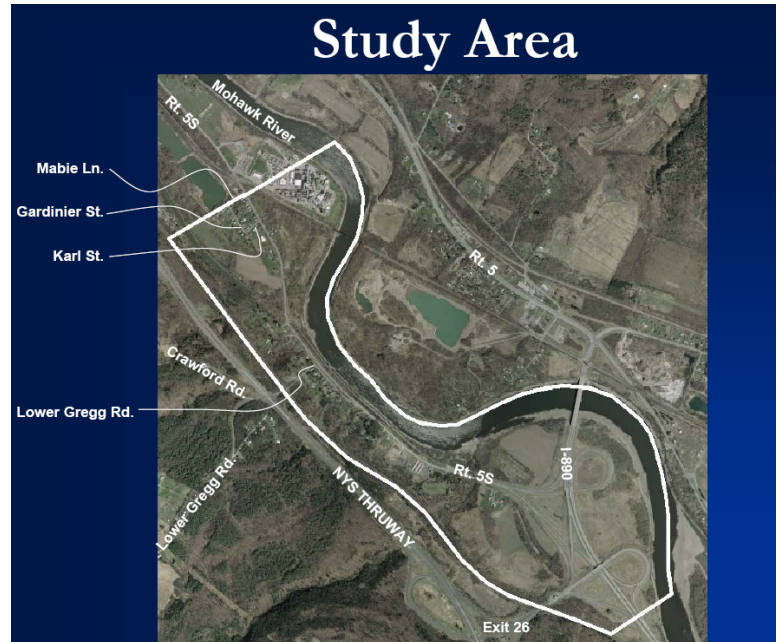 Study Area
Mohawk River
Rt. 5S
Mabie Ln.
Gardinier St.
Karl St.
Rt. 5
Crawford Rd.
Lower Gregg Rd.
Lower Gregg Rd.
Rt. 5S
I-890
NYS THRUWAY
Exit 26